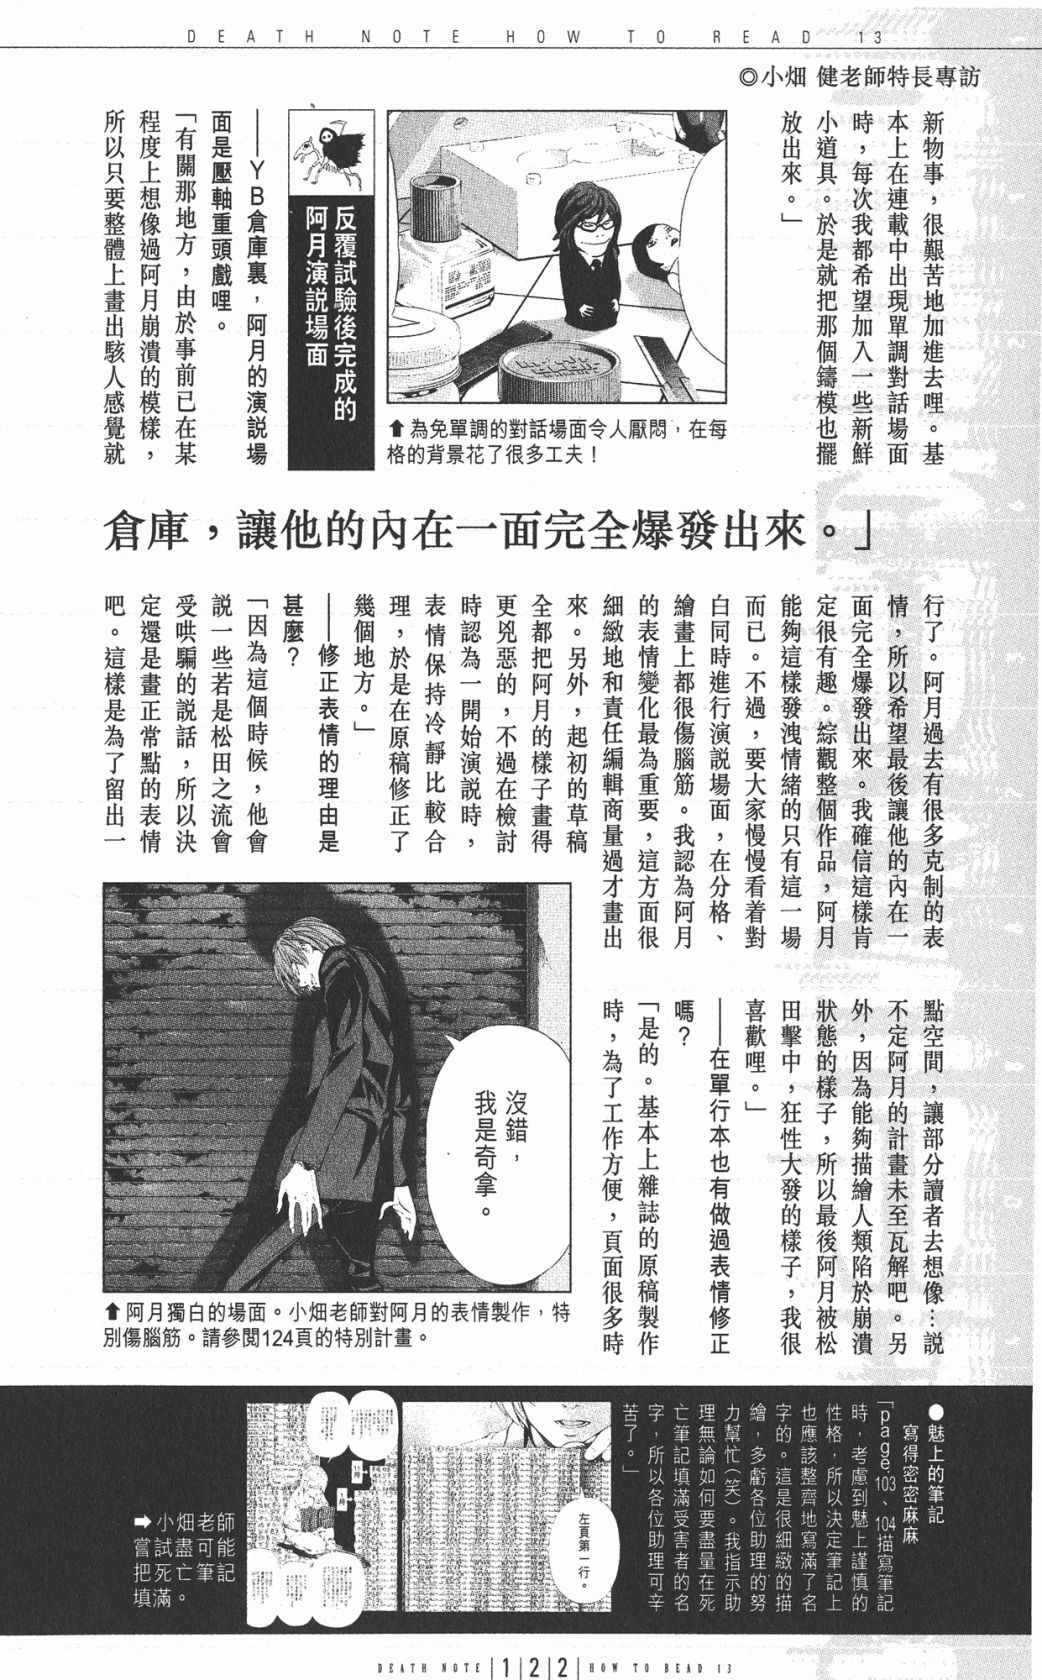 DEATH NOTE HOW TO READ 13
◎小畑 健老師特長專訪
新物事，很艱苦地加進去哩。基
本上在連載中出現單調對話場面
時，每次我都希望加入一些新鮮
小道具。於是就把那個鑄模也擺
放出來。」
⬆為免單調的對話場面令人厭悶，在每
格的背景花了很多工夫！
反覆試驗後完成的
阿月演説場面
——ＹＢ倉庫裏，阿月的演説場
面是壓軸重頭戲哩。
「有關那地方，由於事前已在某
程度上想像過阿月崩潰的模樣，
所以只要整體上畫出駭人感覺就
倉庫，讓他的內在一面完全爆發出來。」
行了。阿月過去有很多克制的表
情，所以希望最後讓他的內在一
面完全爆發出來。我確信這樣肯
定很有趣。綜觀整個作品，阿月
能夠這樣發洩情緒的只有這一場
而已。不過，要大家慢慢看着對
白同時進行演説場面，在分格、
繪畫上都很傷腦筋。我認為阿月
的表情變化最為重要，這方面很
細緻地和責任編輯商量過才畫出
來。另外，起初的草稿
全都把阿月的樣子畫得
更兇惡的，不過在檢討
時認為一開始演説時，
表情保持冷靜比較合
理，於是在原稿修正了
幾個地方。」
——修正表情的理由是
甚麼？
「因為這個時候，他會
説一些若是松田之流會
受哄騙的説話，所以決
定還是畫正常點的表情
吧。這樣是為了留出一
點空間，讓部分讀者去想像…説
不定阿月的計畫未至瓦解吧。另
外，因為能夠描繪人類陷於崩潰
狀態的樣子，所以最後阿月被松
田擊中，狂性大發的樣子，我很
喜歡哩。」
——在單行本也有做過表情修正
嗎？
「是的。基本上雜誌的原稿製作
時，為了工作方便，頁面很多時
沒錯，
我是奇拿。
⬆阿月獨白的場面。小畑老師對阿月的表情製作，特
別傷腦筋。請參閱124頁的特別計畫。
●魅上的筆記
寫得密密麻麻
「page.103、104描寫筆記
時，考慮到魅上謹慎的
性格，所以決定筆記上
也應該整齊地寫滿了名
字的。這是很細緻的描
繪，多虧各位助理的努
力幫忙（笑）。我指示助
理無論如何要盡量在死
亡筆記填滿受害者的名
字，所以各位助理可辛
苦了。」
左頁第一行。
➡小畑老師
嘗試盡可能
把死亡筆記
填滿。
DEATH NOTE |1|2|2| HOW TO READ 13